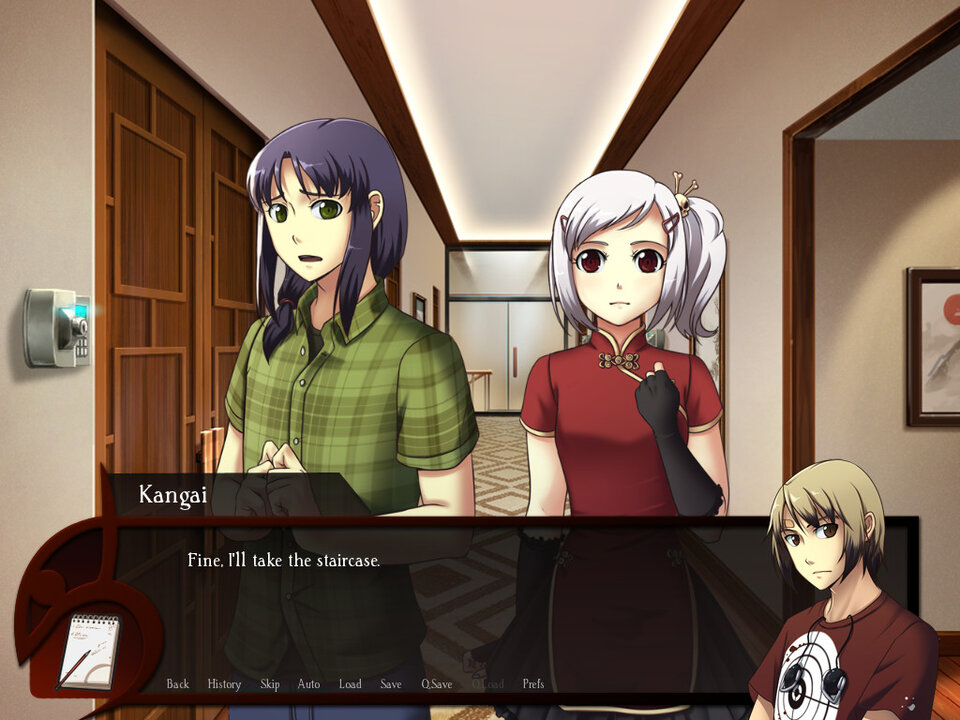 Kangai
Fine, I'll take the staircase.
Back History Skip Auto Load Save Q.Save Q.Load Prefs